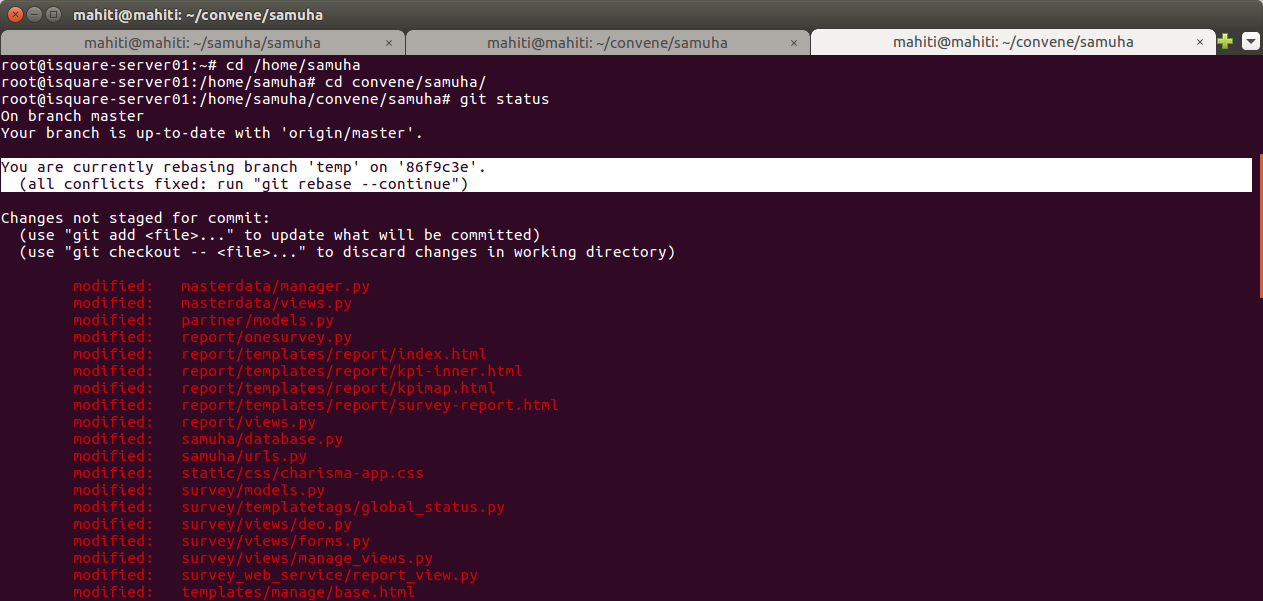 mahiti@mahiti: ~/convene/samuha
mahiti@mahiti: ~/samuha/samuha × mahiti@mahiti: ~/convene/samuha × mahiti@mahiti: ~/convene/samuha ×
root@isquare-server01:~# cd /home/samuha
root@isquare-server01:/home/samuha# cd convene/samuha/
root@isquare-server01:/home/samuha/convene/samuha# git status
On branch master
Your branch is up-to-date with 'origin/master'.
You are currently rebasing branch 'temp' on '86f9c3e'.
  (all conflicts fixed: run "git rebase --continue")
Changes not staged for commit:
  (use "git add <file>..." to update what will be committed)
  (use "git checkout -- <file>..." to discard changes in working directory)
        modified:   masterdata/manager.py
        modified:   masterdata/views.py
        modified:   partner/models.py
        modified:   report/onesurvey.py
        modified:   report/templates/report/index.html
        modified:   report/templates/report/kpi-inner.html
        modified:   report/templates/report/kpimap.html
        modified:   report/templates/report/survey-report.html
        modified:   report/views.py
        modified:   samuha/database.py
        modified:   samuha/urls.py
        modified:   static/css/charisma-app.css
        modified:   survey/models.py
        modified:   survey/templatetags/global_status.py
        modified:   survey/views/deo.py
        modified:   survey/views/forms.py
        modified:   survey/views/manage_views.py
        modified:   survey_web_service/report_view.py
        modified:   templates/manage/base.html